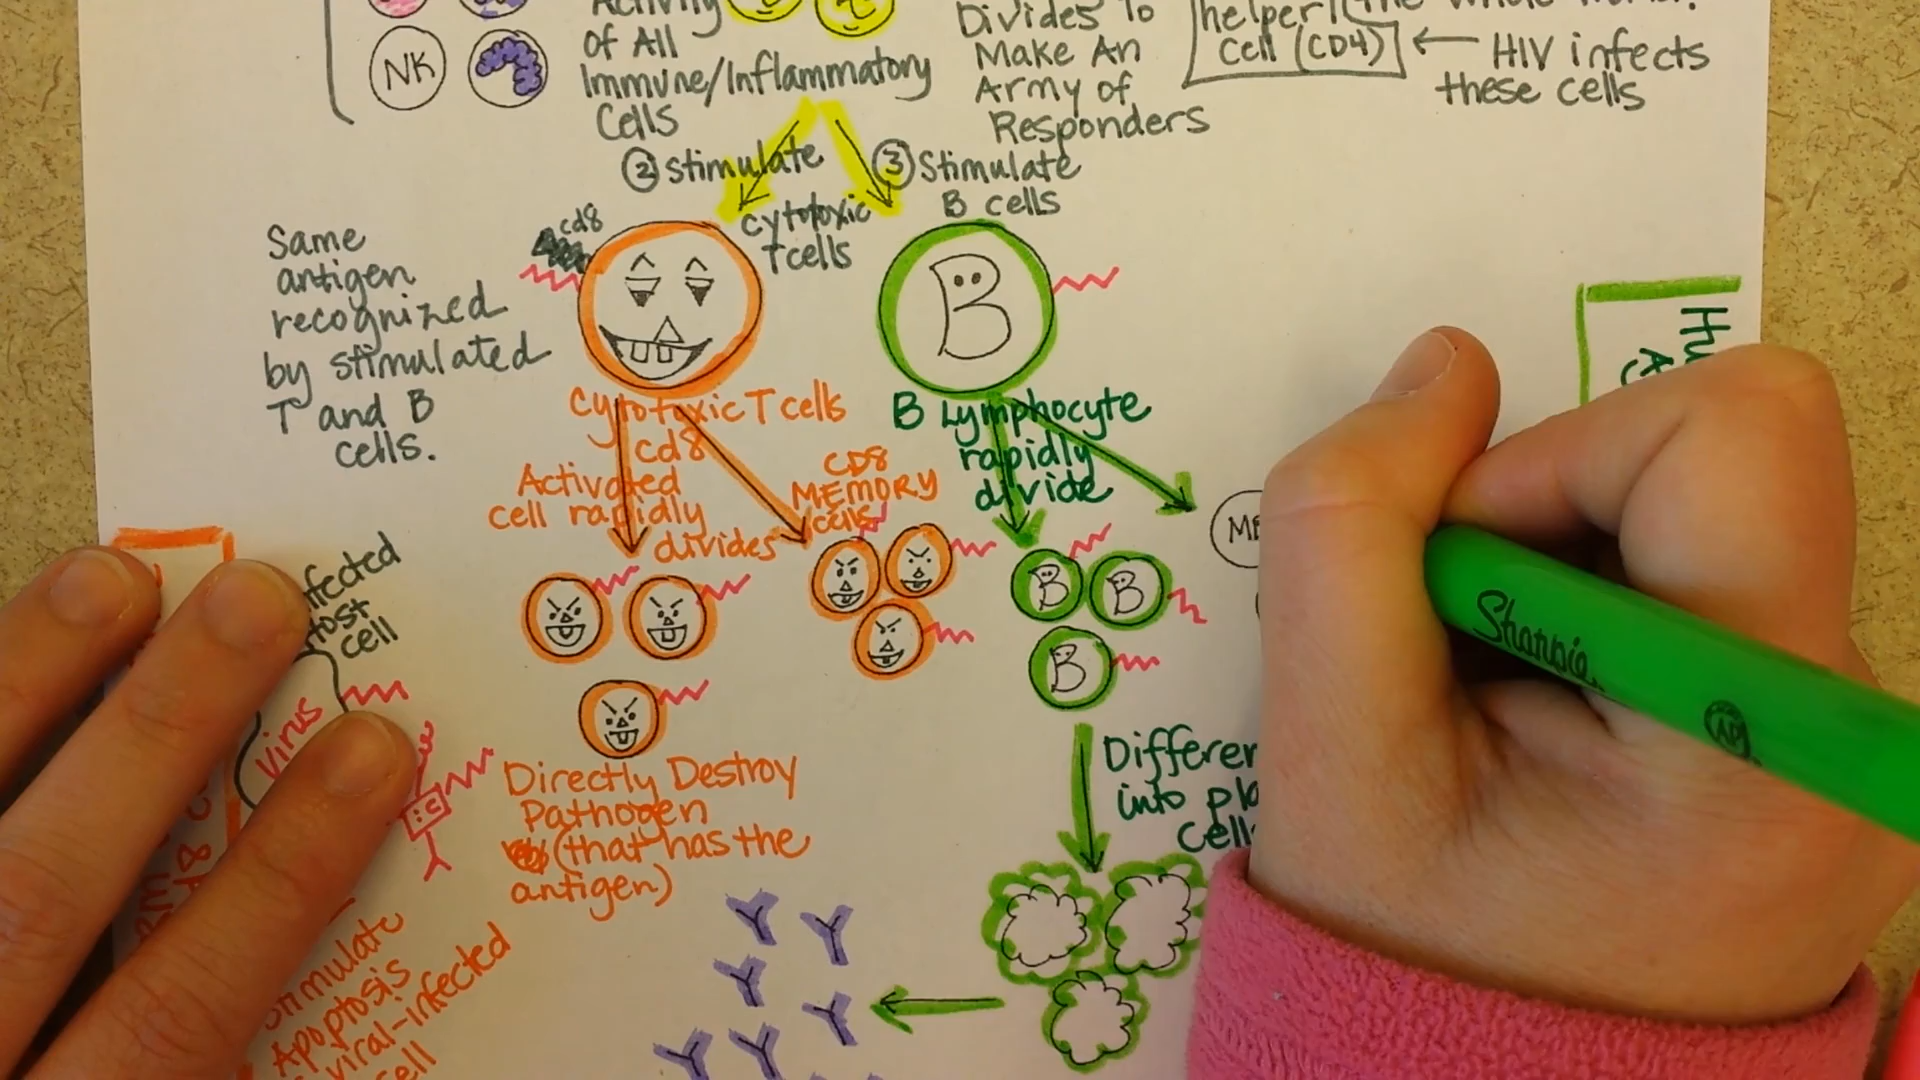 of All
Immune/Inflammatory
Cells
NK
Divides To
Make An
Army of
Responders
helper
Cell (CD4)
HIV infects
these cells
② stimulate
cytotoxic
T cells
③ Stimulate
B cells
cd8
Same
antigen
recognized
by stimulated
T and B
cells.
B
Cytotoxic T cells
cd8
Activated
cell rapidly
divides
CD8
MEMORY
cells
B Lymphocyte
rapidly
divide
B
B
B
cell
Virus
Directly Destroy
Pathogen
(that has the
antigen)
into
Apoptosis
viral-infected
Sharpie
AP